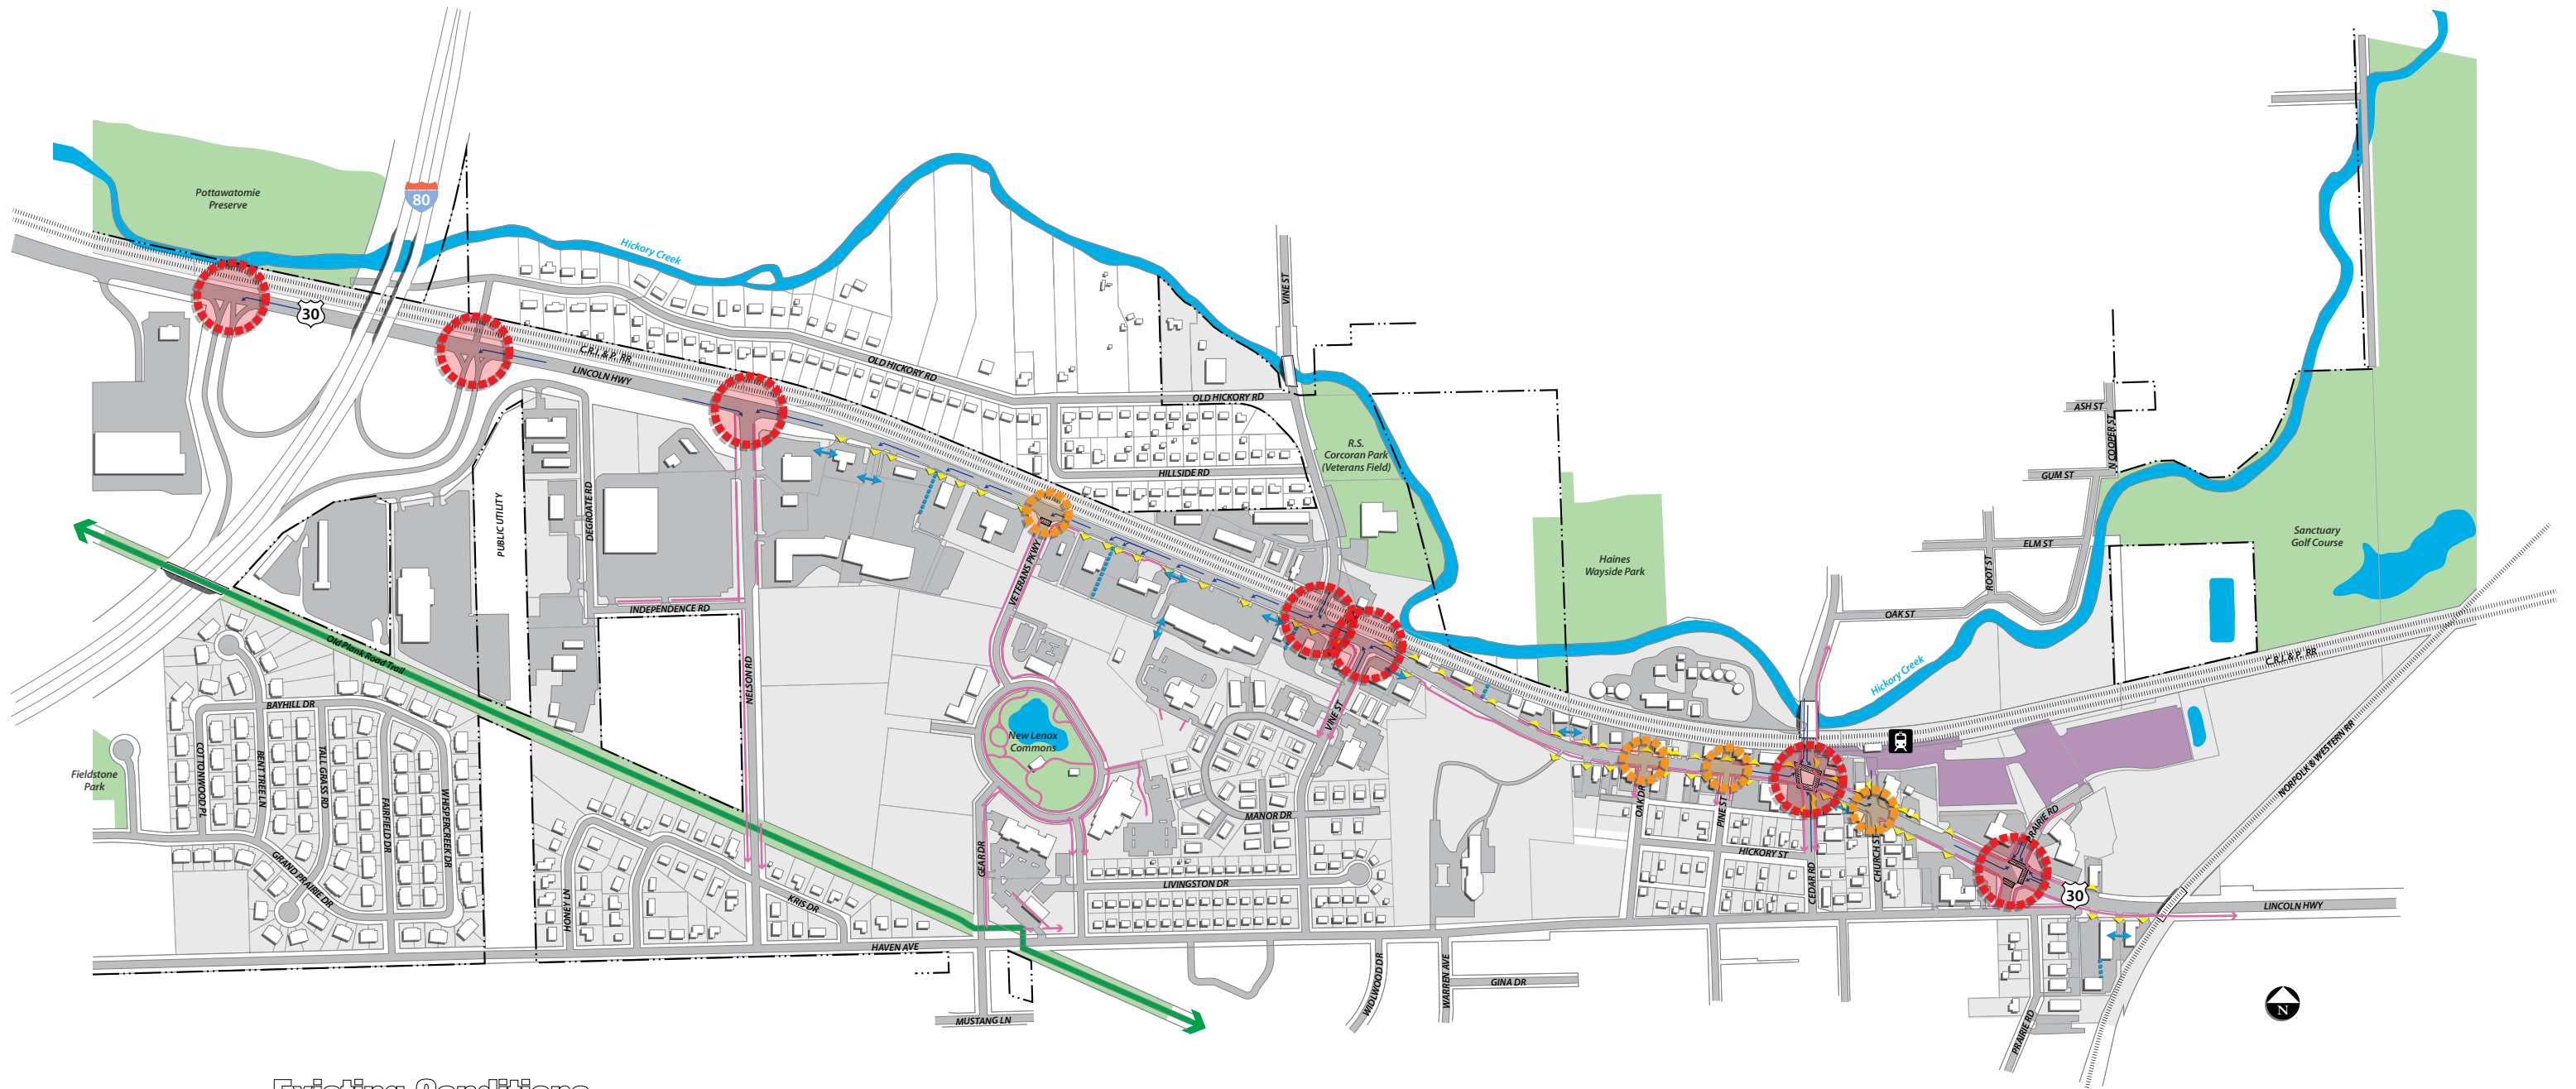 Pottawatomie
Preserve
80
Hickory Creek
30
C.R.I. & P. RR
LINCOLN HWY
OLD HICKORY RD
VINE ST
OLD HICKORY RD
HILLSIDE RD
R.S.
Corcoran Park
(Veterans Field)
ASH ST
N COOPER ST
GUM ST
ELM ST
ROOT ST
OAK ST
Sanctuary
Golf Course
Haines
Wayside Park
PUBLIC UTILITY
DEGROATE RD
VETERANS PKWY
INDEPENDENCE RD
NELSON RD
Old Plank Road Trail
Hickory Creek
C.R.I. & P. RR
NORFOLK & WESTERN RR
BAYHILL DR
COTTONWOOD PL
BENT TREE LN
TALL GRASS RD
FAIRFIELD DR
WHISPERCREEK DR
GRAND PRAIRIE DR
Fieldstone
Park
New Lenox
Commons
VINE ST
MANOR DR
OAK DR
PINE ST
HICKORY ST
CEDAR RD
CHURCH ST
PRAIRIE RD
30
LINCOLN HWY
GEAR DR
LIVINGSTON DR
HONEY LN
KRIS DR
HAVEN AVE
MUSTANG LN
WIDLWOOD DR
WARREN AVE
GINA DR
PRAIRIE RD
N
Existing Conditions